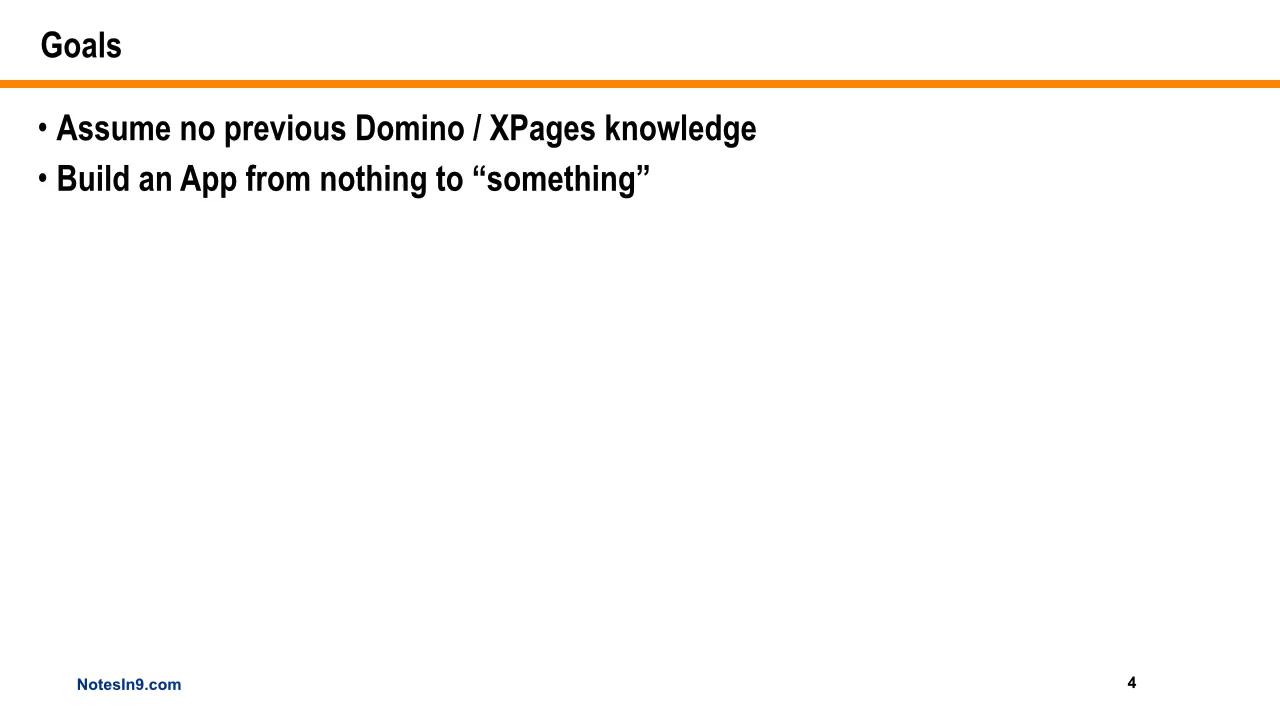 Goals
• Assume no previous Domino / XPages knowledge
• Build an App from nothing to “something”
NotesIn9.com
4